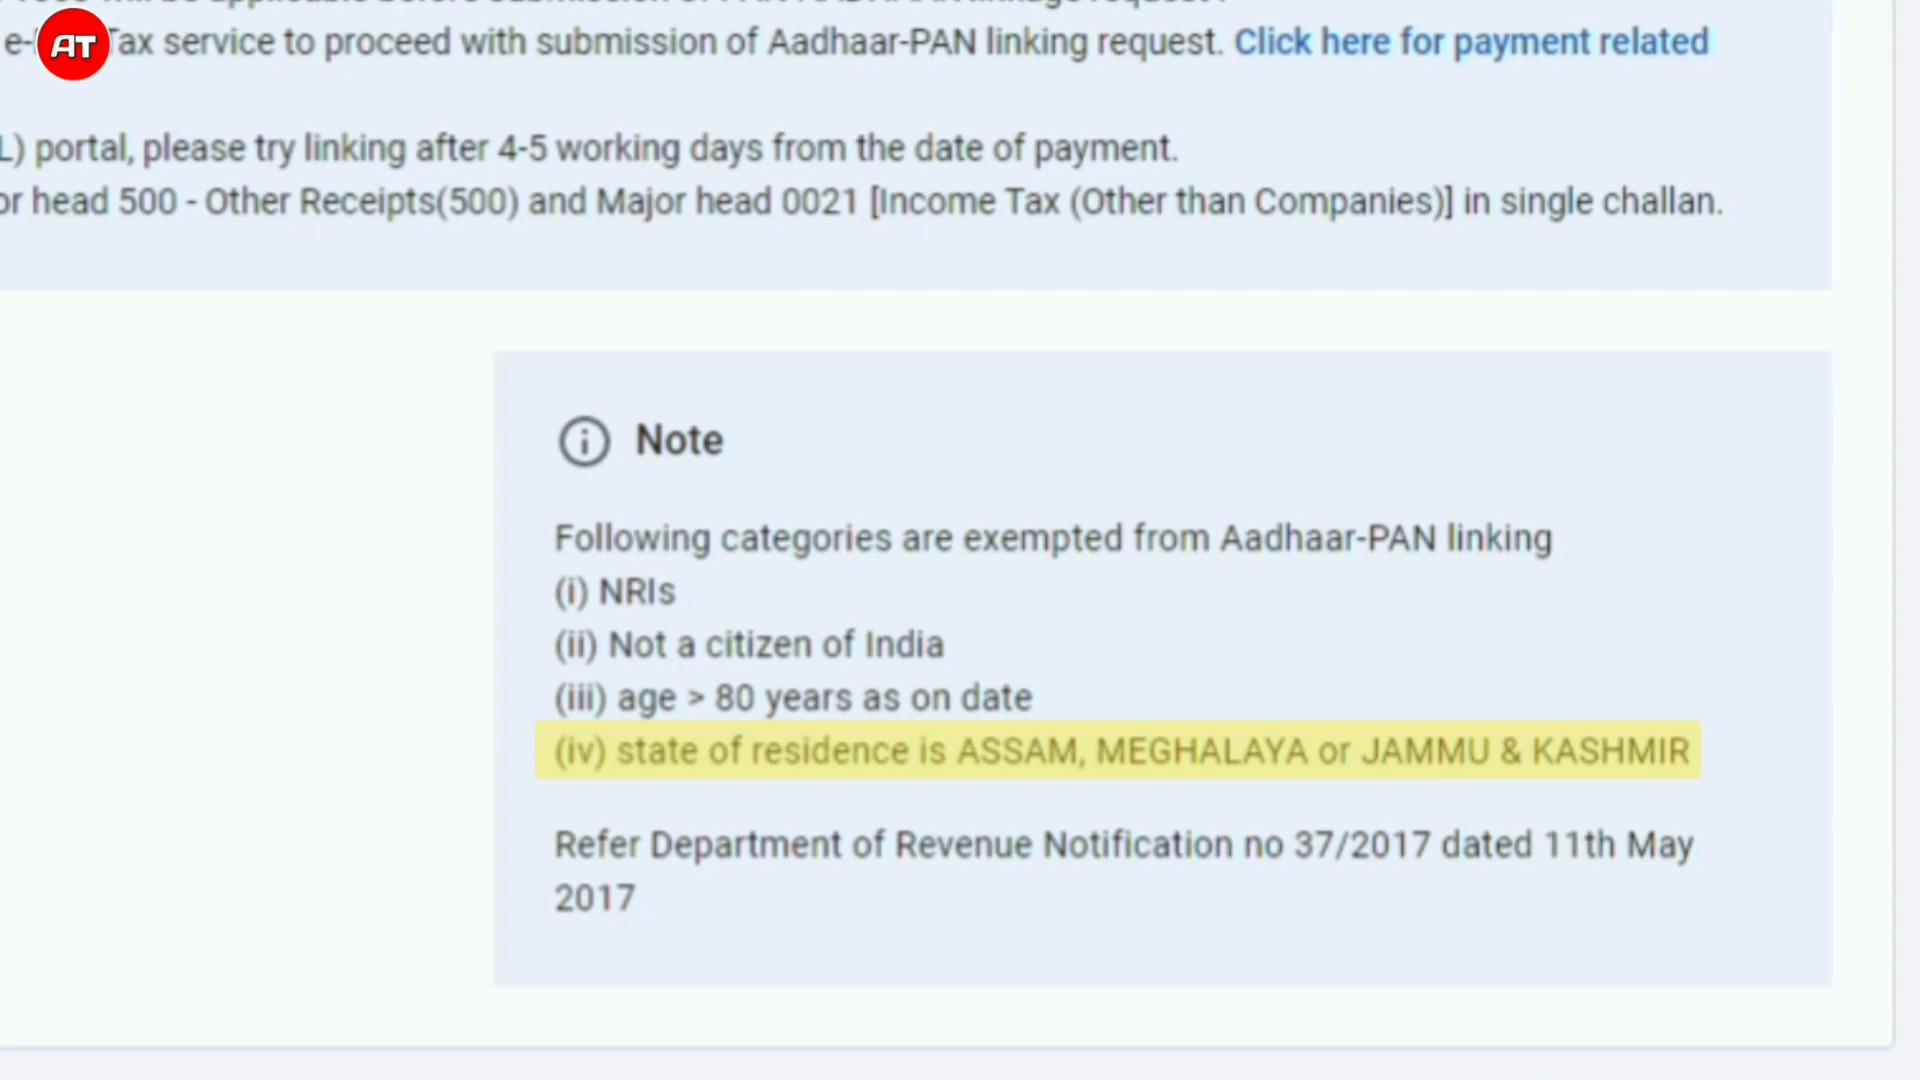 e- Tax service to proceed with submission of Aadhaar-PAN linking request. Click here for payment related
AT
L) portal, please try linking after 4-5 working days from the date of payment.
or head 500 - Other Receipts(500) and Major head 0021 [Income Tax (Other than Companies)] in single challan.
Note
Following categories are exempted from Aadhaar-PAN linking
(i) NRIs
(ii) Not a citizen of India
(iii) age > 80 years as on date
(iv) state of residence is ASSAM, MEGHALAYA or JAMMU & KASHMIR
Refer Department of Revenue Notification no 37/2017 dated 11th May
2017